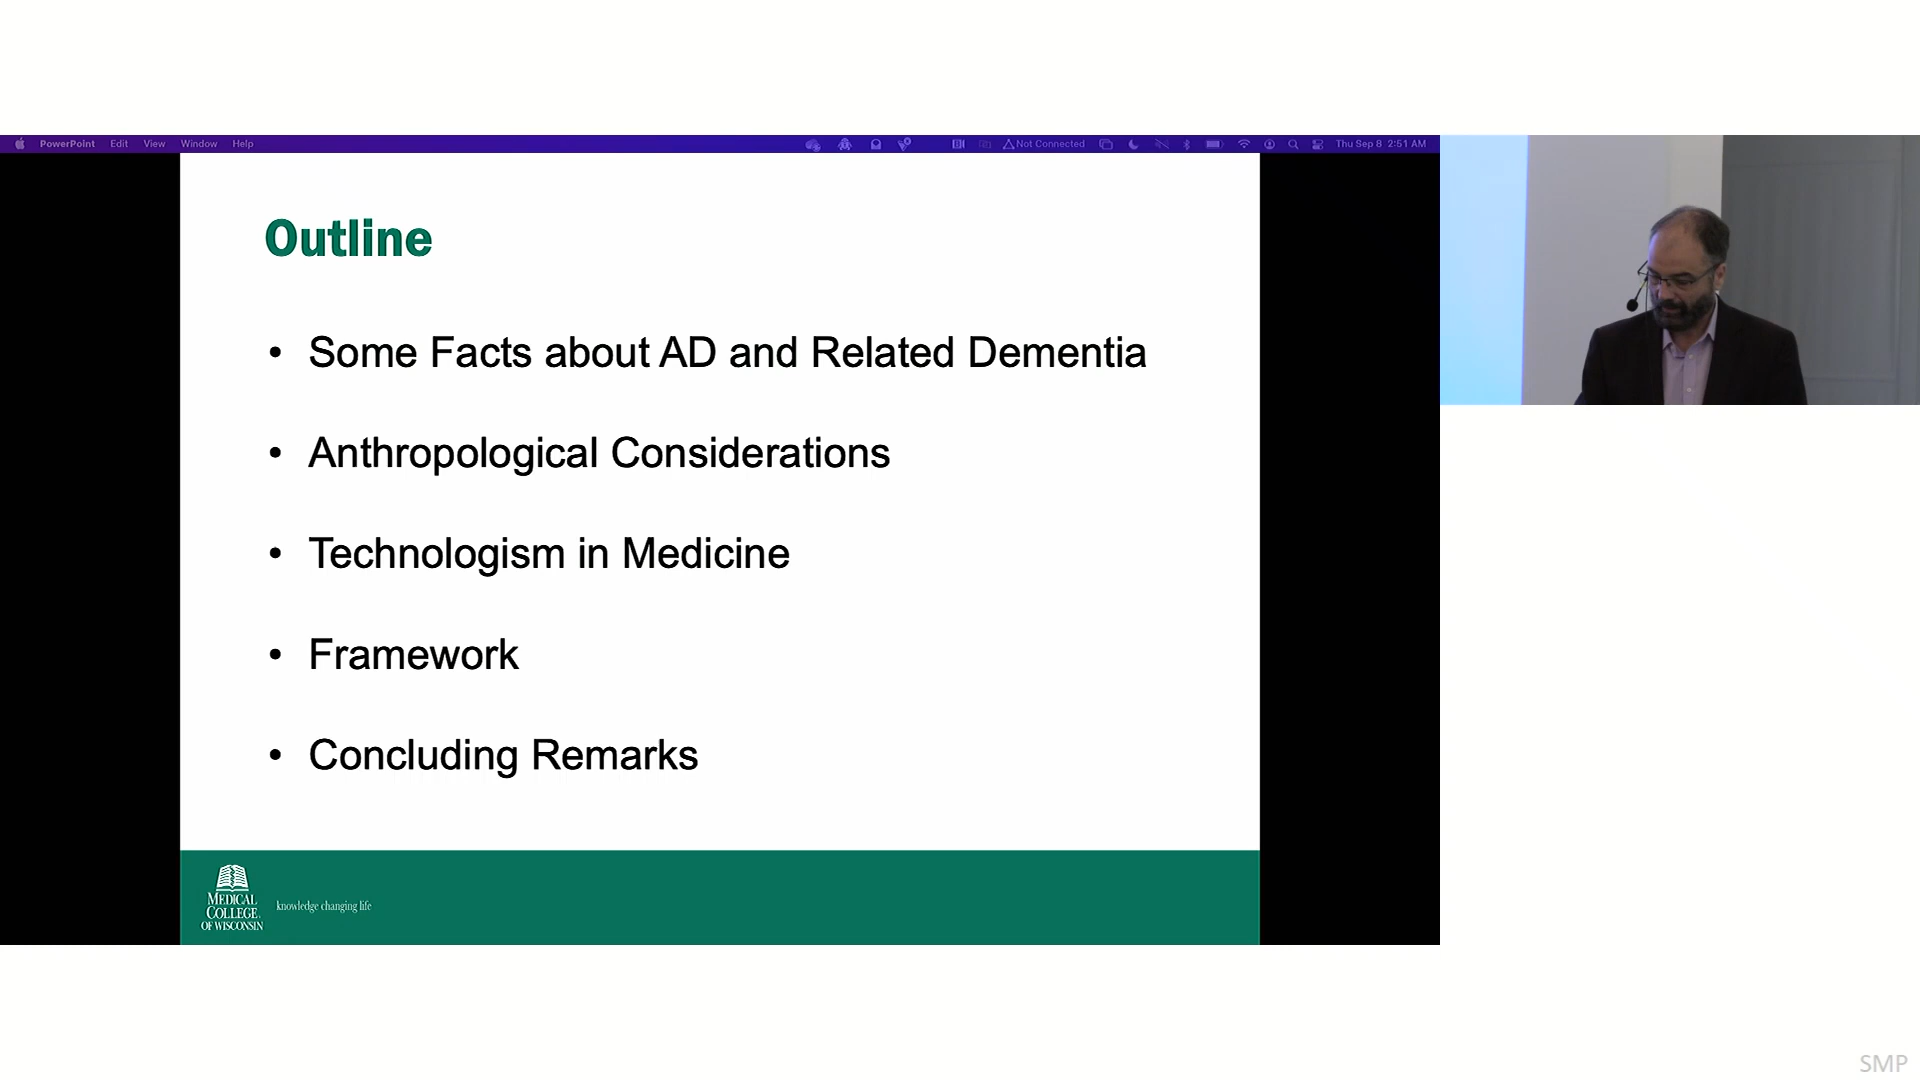 PowerPoint Edit View Window Help
Not Connected Thu Sep 8 2:51 AM
Outline
• Some Facts about AD and Related Dementia
• Anthropological Considerations
• Technologism in Medicine
• Framework
• Concluding Remarks
MEDICAL
COLLEGE
OF WISCONSIN
knowledge changing life
SMP